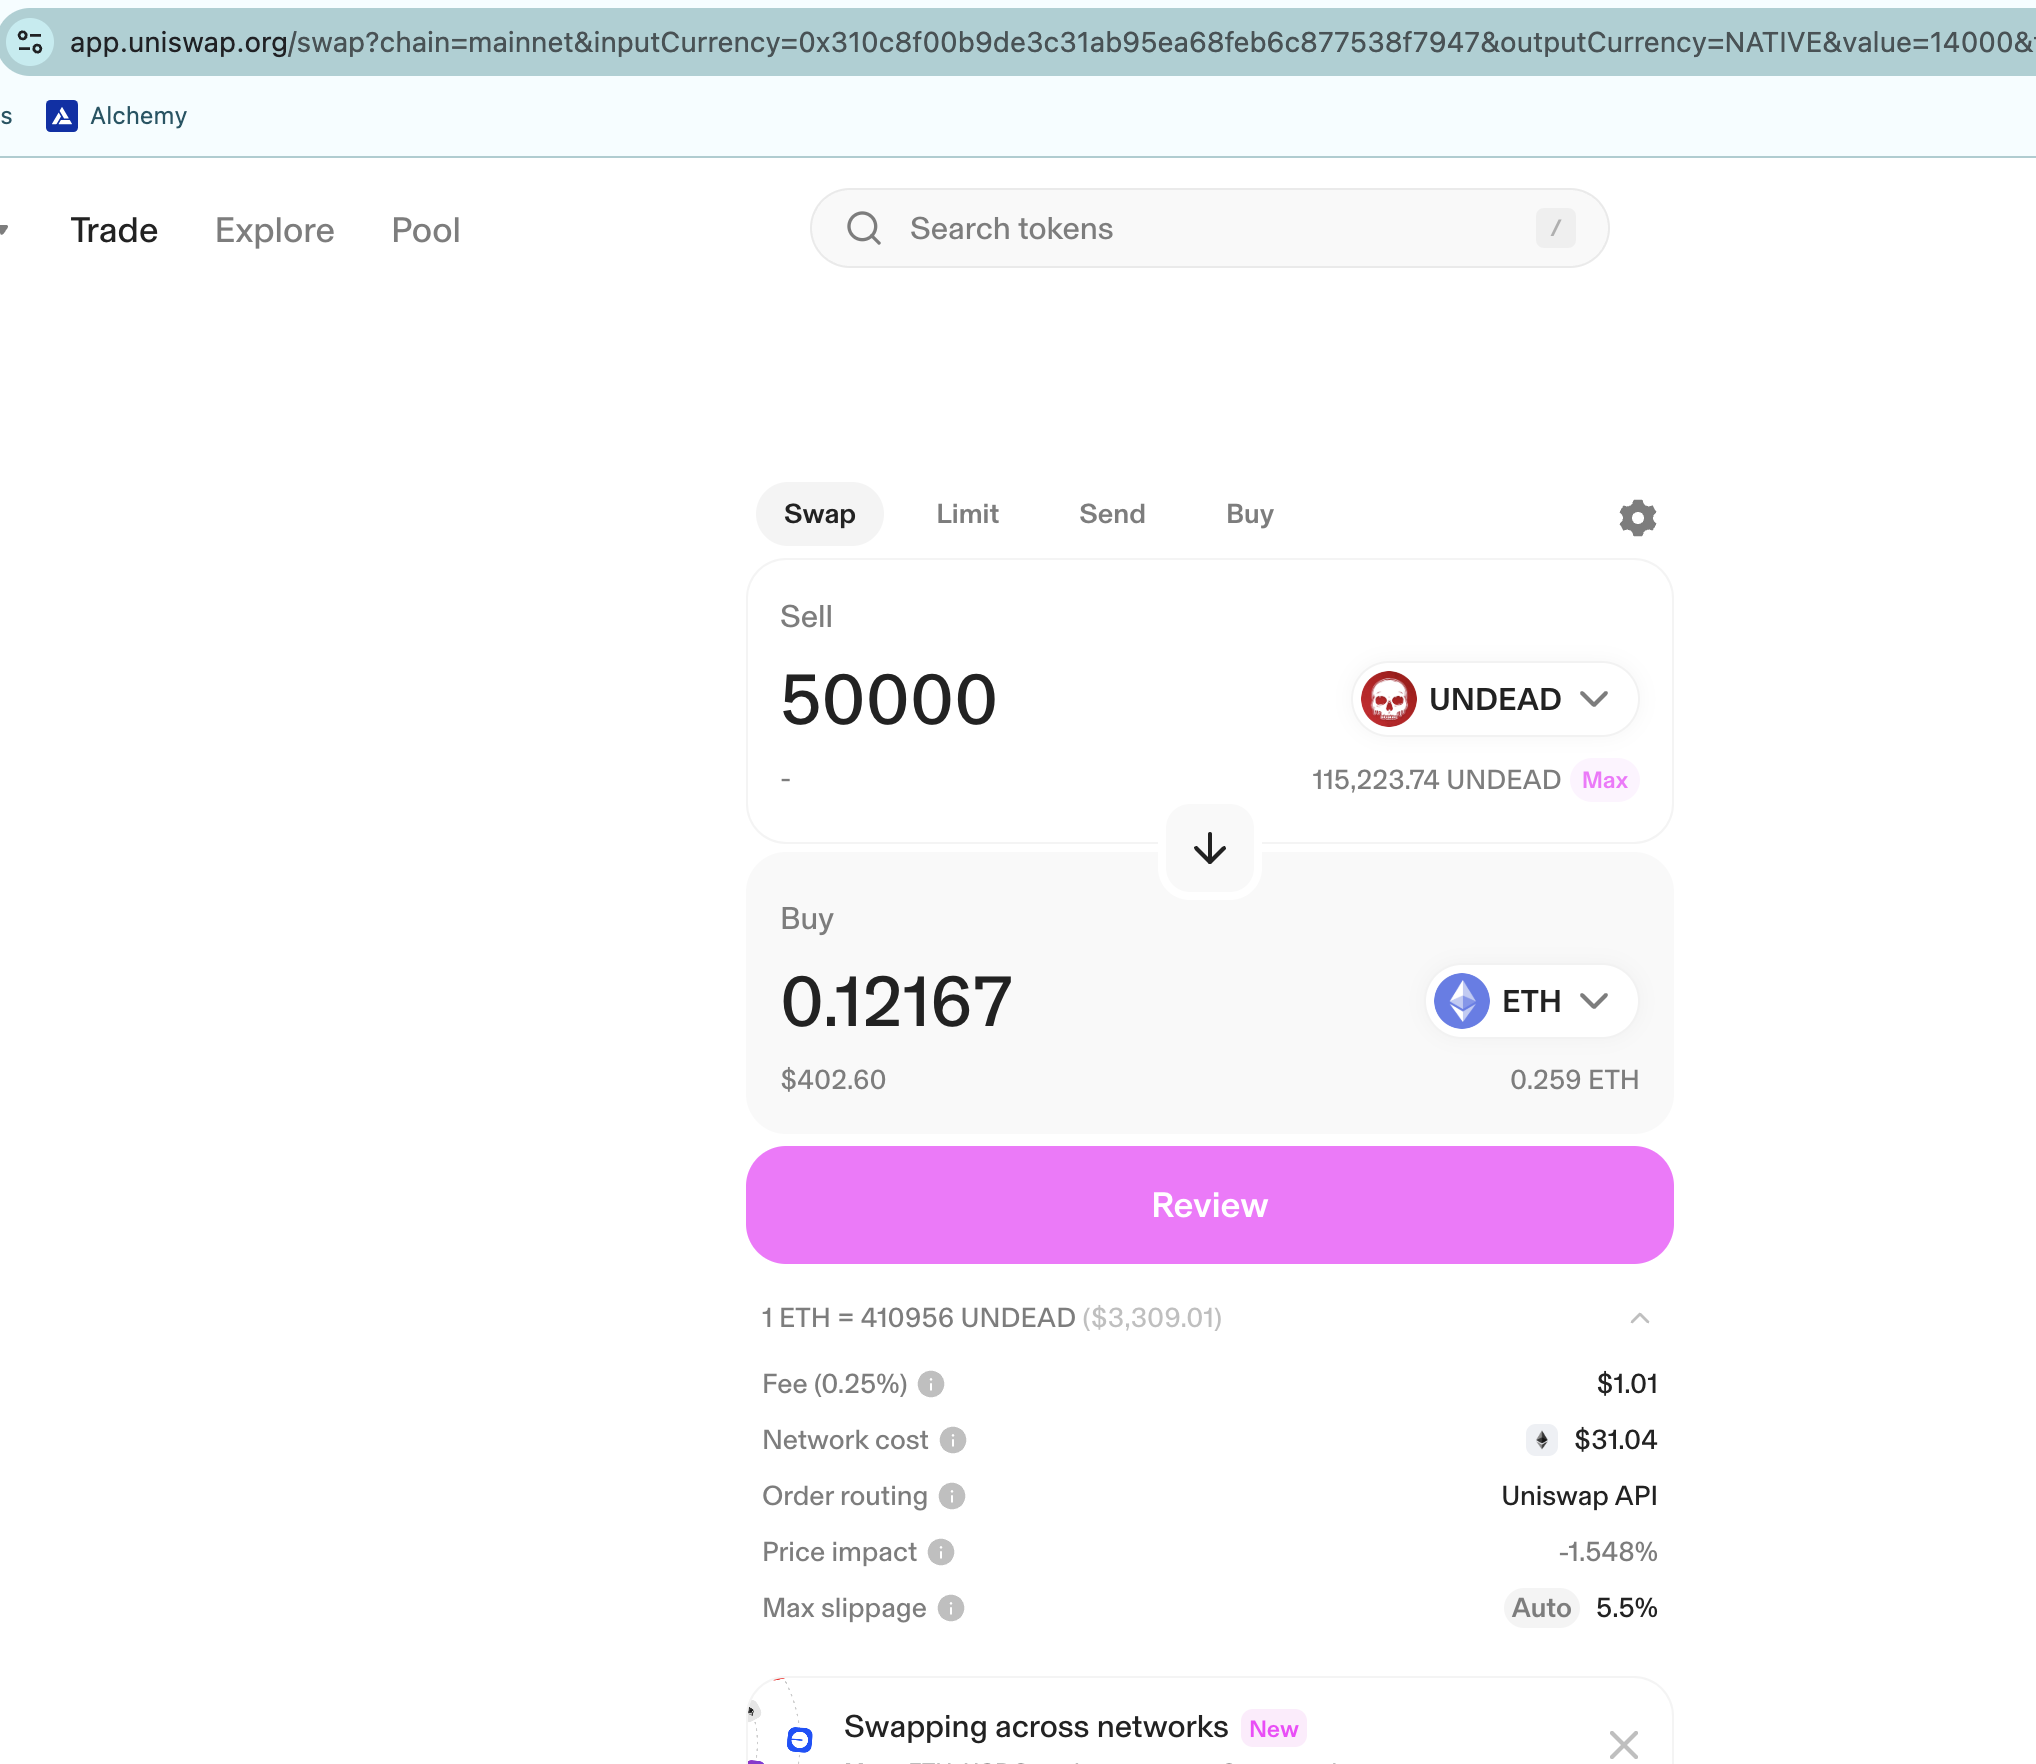 app.uniswap.org/swap?chain=mainnet&inputCurrency=0x310c8f00b9de3c31ab95ea68feb6c877538f7947&outputCurrency=NATIVE&value=14000&
s Alchemy
Trade Explore Pool Search tokens /
Swap Limit Send Buy
Sell
50000 UNDEAD
- 115,223.74 UNDEAD Max
Buy
0.12167 ETH
$402.60 0.259 ETH
Review
1 ETH = 410956 UNDEAD ($3,309.01)
Fee (0.25%) $1.01
Network cost $31.04
Order routing Uniswap API
Price impact -1.548%
Max slippage Auto 5.5%
Swapping across networks New